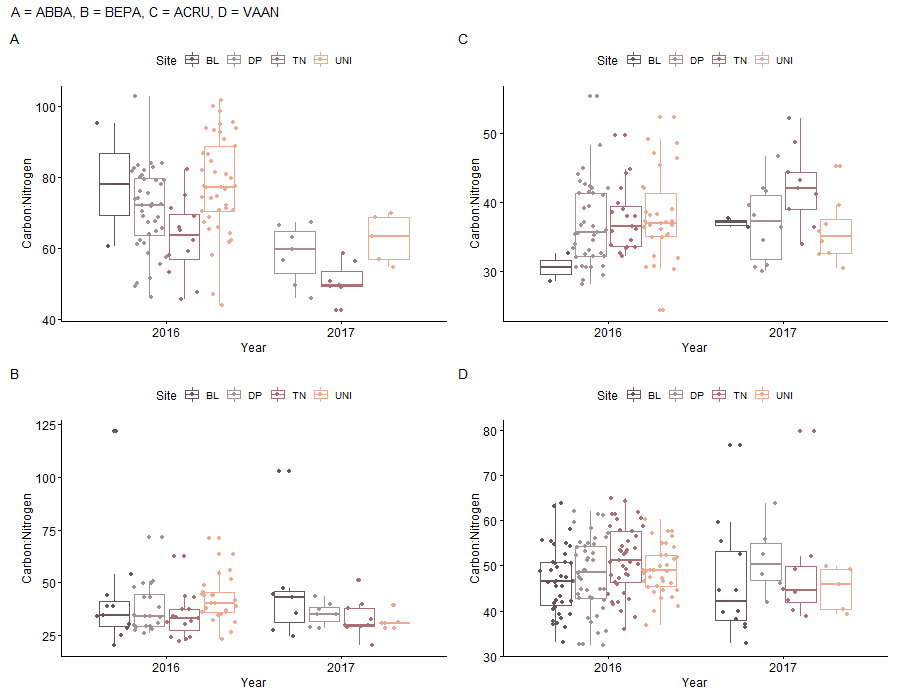 A = ABBA, B = BEPA, C = ACRU, D = VAAN
A
Site BL DP TN UNI
Carbon:Nitrogen
100
80
60
40
2016 2017
Year
C
Site BL DP TN UNI
Carbon:Nitrogen
50
40
30
2016 2017
Year
B
Site BL DP TN UNI
Carbon:Nitrogen
125
100
75
50
25
2016 2017
Year
D
Site BL DP TN UNI
Carbon:Nitrogen
80
70
60
50
40
30
2016 2017
Year